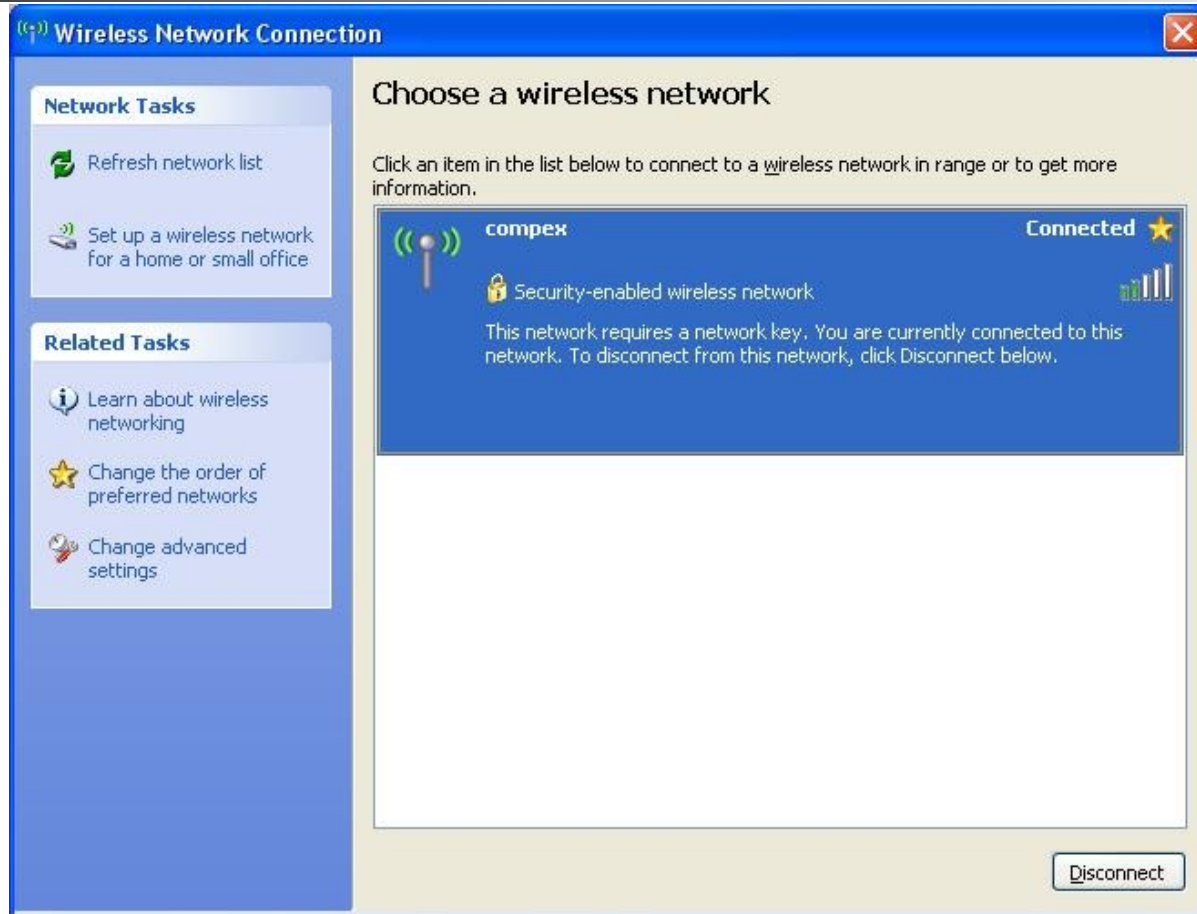 Wireless Network Connection
Network Tasks
Refresh network list
Set up a wireless network
for a home or small office
Related Tasks
Learn about wireless
networking
Change the order of
preferred networks
Change advanced
settings
Choose a wireless network
Click an item in the list below to connect to a wireless network in range or to get more
information.
compex
Connected
Security-enabled wireless network
This network requires a network key. You are currently connected to this
network. To disconnect from this network, click Disconnect below.
Disconnect